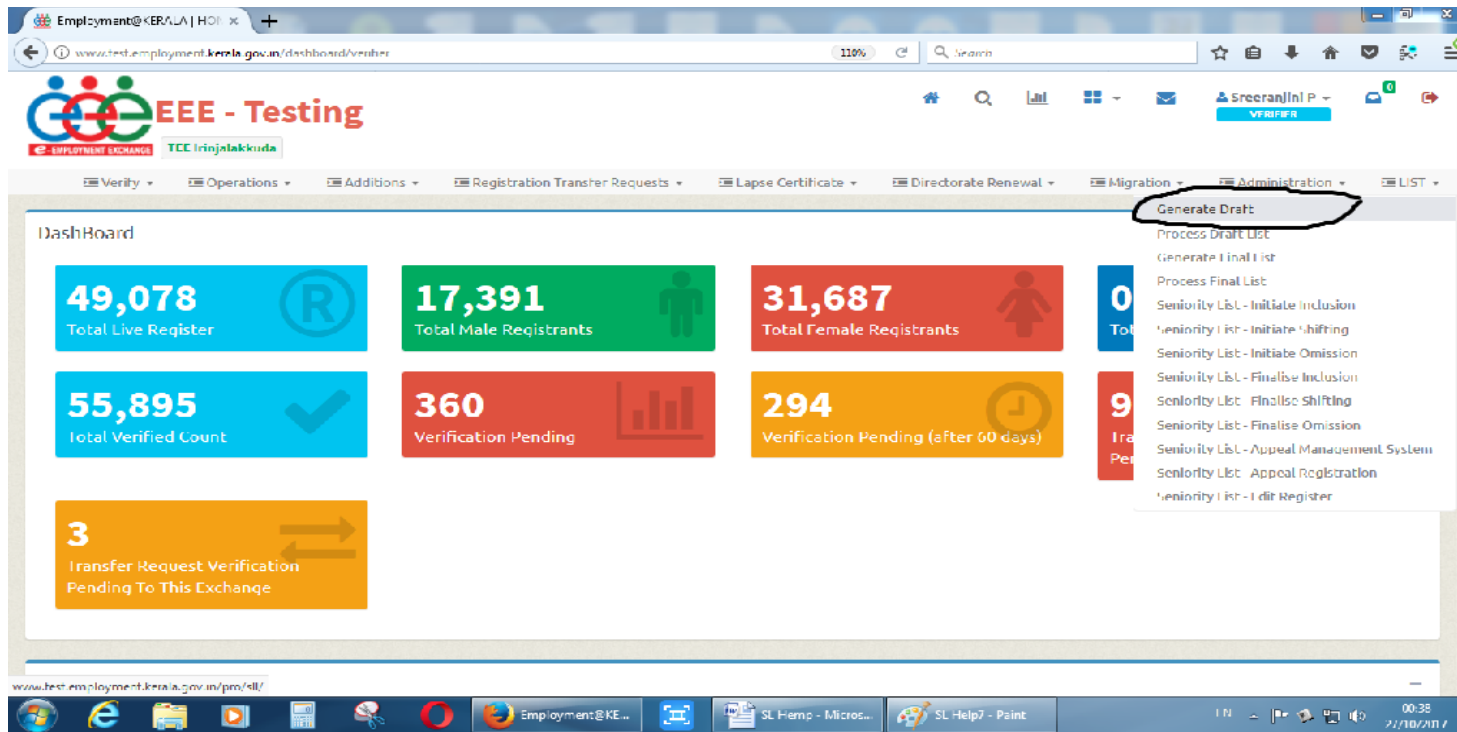 Employment@KERALA | HOM
www.test.employment.kerala.gov.in/dashboard/verifier
110%
Search
EEE - Testing
e-EMPLOYMENT EXCHANGE
TEE Irinjalakkuda
Sreeranjini P
VERIFIER
0
Verify
Operations
Additions
Registration Transfer Requests
Lapse Certificate
Directorate Renewal
Migration
Administration
LIST
Generate Draft
Process Draft List
Generate Final List
Process Final List
Seniority List - Initiate Inclusion
Seniority List - Initiate Shifting
Seniority List - Initiate Omission
Seniority List - Finalise Inclusion
Seniority List - Finalise Shifting
Seniority List - Finalise Omission
Seniority List - Appeal Management System
Seniority List - Appeal Registration
Seniority List - Edit Register
DashBoard
49,078
Total Live Register
R
17,391
Total Male Registrants
31,687
Total Female Registrants
0
Tot
55,895
Total Verified Count
360
Verification Pending
294
Verification Pending (after 60 days)
9
Tra
Per
3
Transfer Request Verification
Pending To This Exchange
www.test.employment.kerala.gov.in/pro/sll/
Employment@KE...
SL Hemp - Micros...
SL Help7 - Paint
EN
00:38
27/10/2017